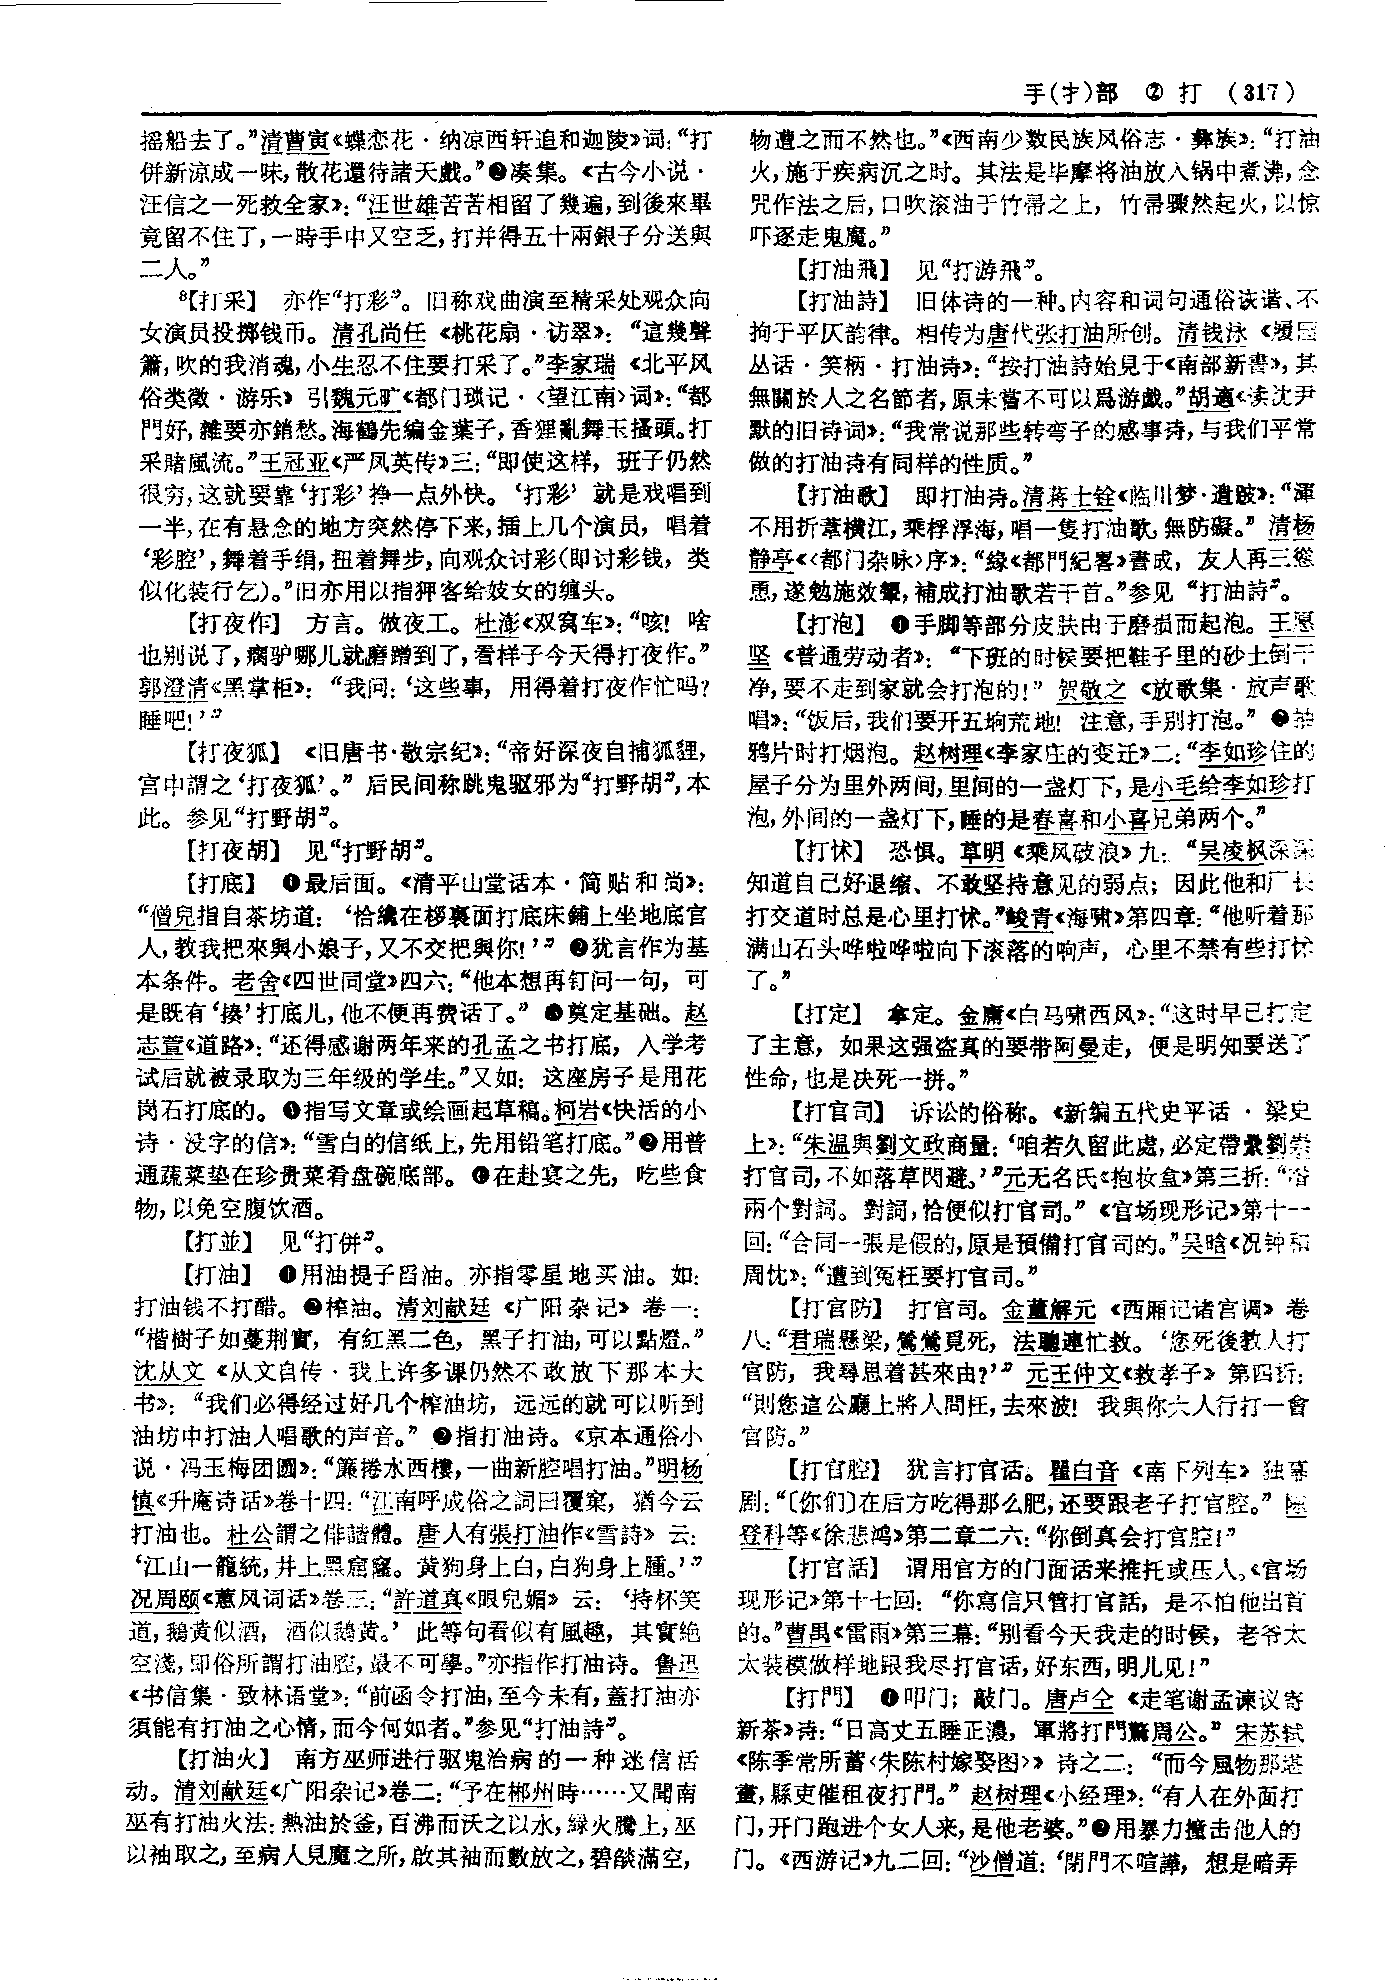 手(扌)部 ② 打 (317)
摇船去了。”清曹寅《蝶恋花·纳凉西轩追和迦陵》词：“打
併新涼成一味，散花還待諸天戲。”❷凑集。《古今小说·
汪信之一死救全家》：“汪世雄苦苦相留了幾遍，到後來畢
竟留不住了，一時手中又空乏，打并得五十兩銀子分送與
二人。”
⁸【打采】 亦作“打彩”。旧称戏曲演至精采处观众向
女演员投掷钱币。清孔尚任《桃花扇·访翠》：“這幾聲
簫，吹的我消魂，小生忍不住要打采了。”李家瑞《北平风
俗类徵·游乐》引魏元旷《都门琐记·〈望江南〉词》：“都
門好，雜耍亦銷愁。海鶴先編金葉子，香狸亂舞玉搔頭。打
采賭風流。”王冠亚《严凤英传》三：“即使这样，班子仍然
很穷，这就要靠‘打彩’挣一点外快。‘打彩’就是戏唱到
一半，在有悬念的地方突然停下来，插上几个演员，唱着
‘彩腔’，舞着手绢，扭着舞步，向观众讨彩（即讨彩钱，类
似化装行乞）。”旧亦用以指狎客给妓女的缠头。
【打夜作】 方言。做夜工。杜澎《双窝车》：“咳！啥
也别说了，瘸驴哪儿就磨蹭到了，看样子今天得打夜作。”
郭澄清《黑掌柜》：“我问：‘这些事，用得着打夜作忙吗？
睡吧！’”
【打夜狐】 《旧唐书·敬宗纪》：“帝好深夜自捕狐貍，
宫中謂之‘打夜狐’。”后民间称跳鬼驱邪为“打野胡”，本
此。参见“打野胡”。
【打夜胡】 见“打野胡”。
【打底】 ❶最后面。《清平山堂话本·简贴和尚》：
“僧兒指自茶坊道：‘恰纔在桫裏面打底床鋪上坐地底官
人，教我把來與小娘子，又不交把與你！’”❷犹言作为基
本条件。老舍《四世同堂》四六：“他本想再钉问一句，可
是既有‘揍’打底儿，他不便再费话了。”❸奠定基础。赵
志萱《道路》：“还得感谢两年来的孔孟之书打底，入学考
试后就被录取为三年级的学生。”又如：这座房子是用花
岗石打底的。❹指写文章或绘画起草稿。柯岩《快活的小
诗·没字的信》：“雪白的信纸上，先用铅笔打底。”❺用普
通蔬菜垫在珍贵菜肴盘碗底部。❻在赴宴之先，吃些食
物，以免空腹饮酒。
【打並】 见“打併”。
【打油】 ❶用油提子舀油。亦指零星地买油。如：
打油钱不打醋。❷榨油。清刘献廷《广阳杂记》卷一：
“楷樹子如蔓荆實，有紅黑二色，黑子打油，可以點燈。”
沈从文《从文自传·我上许多课仍然不敢放下那本大
书》：“我们必得经过好几个榨油坊，远远的就可以听到
油坊中打油人唱歌的声音。”❸指打油诗。《京本通俗小
说·冯玉梅团圆》：“簾捲水西樓，一曲新腔唱打油。”明杨
慎《升庵诗话》卷十四：“江南呼成俗之詞曰覆窠，猶今云
打油也。杜公謂之俳諧體。唐人有張打油作《雪詩》云：
‘江山一籠統，井上黑窟窿。黄狗身上白，白狗身上腫。’”
况周颐《蕙风词话》卷三：“許道真《眼兒媚》云：‘持杯笑
道，鵝黄似酒，酒似鵝黄。’此等句看似有風趣，其實絶
空淺，即俗所謂打油腔，最不可學。”亦指作打油诗。鲁迅
《书信集·致林语堂》：“前函令打油，至今未有，蓋打油亦
須能有打油之心情，而今何如者。”参见“打油詩”。
【打油火】 南方巫师进行驱鬼治病的一种迷信活
动。清刘献廷《广阳杂记》卷二：“予在郴州時……又聞南
巫有打油火法：熱油於釜，百沸而沃之以水，緑火騰上，巫
以袖取之，至病人見魔之所，啟其袖而數放之，碧燄滿空，
物遭之而不然也。”《西南少数民族风俗志·彝族》：“打油
火，施于疾病沉之时。其法是毕摩将油放入锅中煮沸，念
咒作法之后，口吹滚油于竹帚之上，竹帚骤然起火，以惊
吓逐走鬼魔。”
【打油飛】 见“打游飛”。
【打油詩】 旧体诗的一种。内容和词句通俗诙谐、不
拘于平仄韵律。相传为唐代张打油所创。清钱泳《履园
丛话·笑柄·打油诗》：“按打油詩始見于《南部新書》，其
無關於人之名節者，原未嘗不可以爲游戲。”胡適《读沈尹
默的旧诗词》：“我常说那些转弯子的感事诗，与我们平常
做的打油诗有同样的性质。”
【打油歌】 即打油诗。清蒋士铨《临川梦·遣跛》：“渾
不用折葦橫江，乘桴浮海，唱一隻打油歌，無防礙。”清杨
静亭《〈都门杂咏〉序》：“緣《都門紀畧》書成，友人再三慫
恿，遂勉施效顰，補成打油歌若干首。”参见“打油詩”。
【打泡】 ❶手脚等部分皮肤由于磨损而起泡。王愿
坚《普通劳动者》：“下班的时候要把鞋子里的砂土倒干
净，要不走到家就会打泡的！”贺敬之《放歌集·放声歌
唱》：“饭后，我们要开五垧荒地！注意，手别打泡。”❷抽
鸦片时打烟泡。赵树理《李家庄的变迁》二：“李如珍住的
屋子分为里外两间，里间的一盏灯下，是小毛给李如珍打
泡，外间的一盏灯下，睡的是春喜和小喜兄弟两个。”
【打怵】 恐惧。草明《乘风破浪》九：“吴凌枫深深
知道自己好退缩、不敢坚持意见的弱点；因此他和厂长
打交道时总是心里打怵。”峻青《海啸》第四章：“他听着那
满山石头哗啦哗啦向下滚落的响声，心里不禁有些打怵
了。”
【打定】 拿定。金庸《白马啸西风》：“这时早已打定
了主意，如果这强盗真的要带阿曼走，便是明知要送了
性命，也是决死一拼。”
【打官司】 诉讼的俗称。《新编五代史平话·梁史
上》：“朱温與劉文政商量：‘咱若久留此處，必定帶累劉崇
打官司，不如落草閃避。’”元无名氏《抱妆盒》第三折：“喒
兩个對詞。對詞，恰便似打官司。”《官场现形记》第十一
回：“合同一張是假的，原是預備打官司的。”吴晗《况钟和
周忱》：“遭到冤枉要打官司。”
【打官防】 打官司。金董解元《西厢记诸宫调》卷
八：“君瑞懸梁，鶯鶯覓死，法聰連忙救。‘您死後教人打
官防，我尋思着甚來由？’”元王仲文《救孝子》第四折：
“則您這公廳上將人問枉，去來波！我與你六人行打一會
官防。”
【打官腔】 犹言打官话。瞿白音《南下列车》独幕
剧：“〔你们〕在后方吃得那么肥，还要跟老子打官腔。”陈
登科等《徐悲鸿》第二章二六：“你倒真会打官腔！”
【打官話】 谓用官方的门面话来推托或压人。《官场
现形记》第十七回：“你寫信只管打官話，是不怕他出首
的。”曹禺《雷雨》第三幕：“别看今天我走的时候，老爷太
太装模做样地跟我尽打官话，好东西，明儿见！”
【打門】 ❶叩门；敲门。唐卢仝《走笔谢孟谏议寄
新茶》诗：“日高丈五睡正濃，軍將打門驚周公。”宋苏轼
《陈季常所蓄〈朱陈村嫁娶图〉》诗之二：“而今風物那堪
畫，縣吏催租夜打門。”赵树理《小经理》：“有人在外面打
门，开门跑进个女人来，是他老婆。”❷用暴力撞击他人的
门。《西游记》九二回：“沙僧道：‘閉門不喧譁，想是暗弄